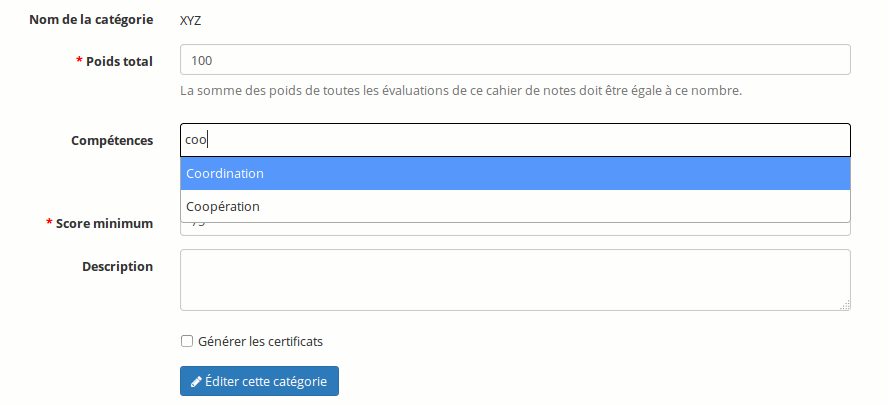 Nom de la catégorie XYZ
* Poids total 100
La somme des poids de toutes les évaluations de ce cahier de notes doit être égale à ce nombre.
Compétences coo
Coordination
Coopération
* Score minimum
Description
Générer les certificats
Éditer cette catégorie